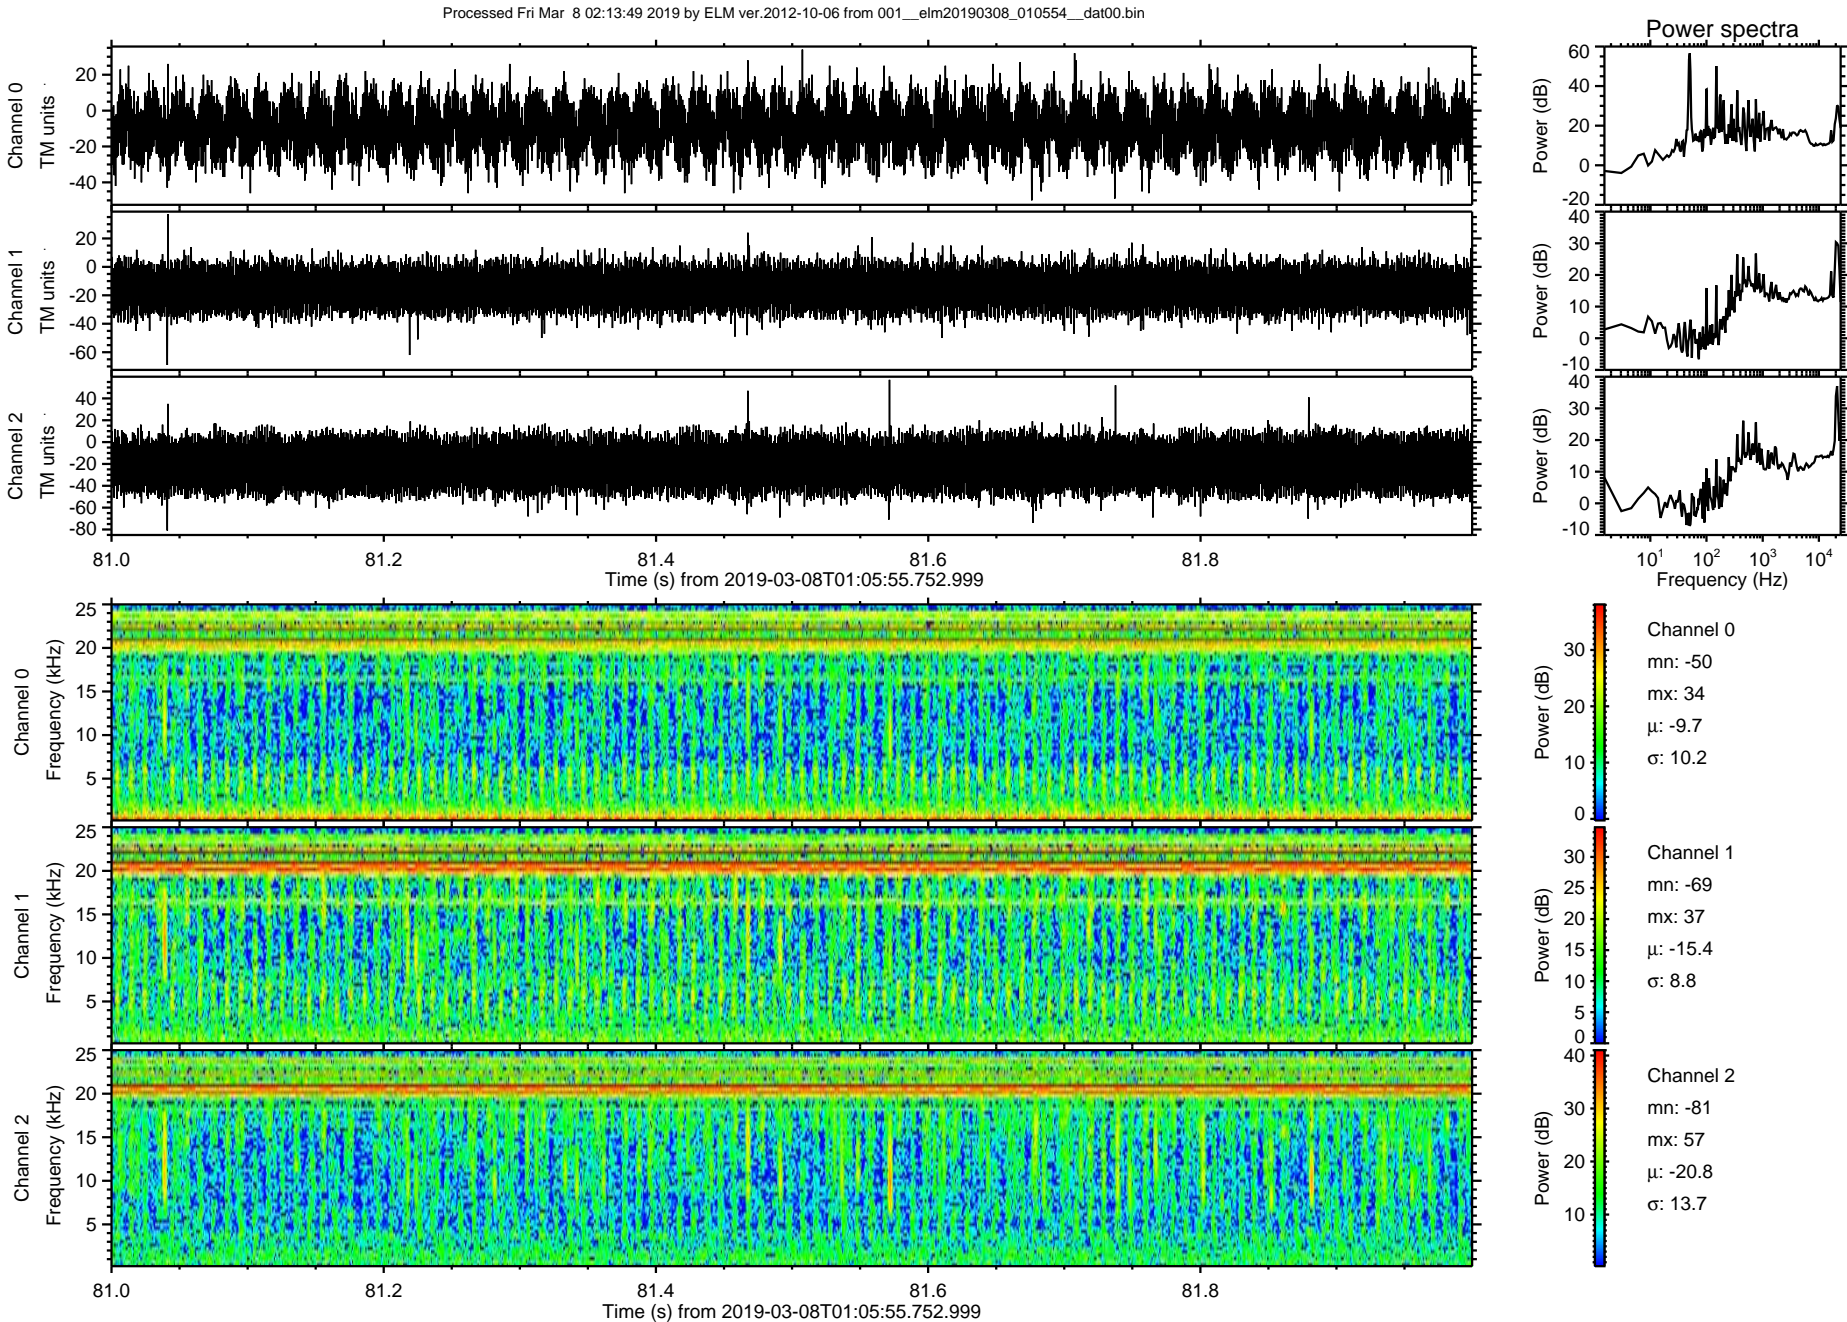 Processed Fri Mar  8 02:13:49 2019 by ELM ver.2012-10-06 from 001__elm20190308_010554__dat00.bin
Power spectra
Channel 0
TM units
20
0
-20
-40
Power (dB)
60
40
20
0
-20
Channel 1
TM units
20
0
-20
-40
-60
Power (dB)
40
30
20
10
0
-10
Channel 2
TM units
40
20
0
-20
-40
-60
-80
Power (dB)
40
30
20
10
0
-10
81.0 81.2 81.4 81.6 81.8
Time (s) from 2019-03-08T01:05:55.752.999
10¹ 10² 10³ 10⁴
Frequency (Hz)
Channel 0
Frequency (kHz)
25
20
15
10
5
Power (dB)
30
20
10
0
Channel 0
mn: -50
mx: 34
μ: -9.7
σ: 10.2
Channel 1
Frequency (kHz)
25
20
15
10
5
Power (dB)
30
25
20
15
10
5
0
Channel 1
mn: -69
mx: 37
μ: -15.4
σ: 8.8
Channel 2
Frequency (kHz)
25
20
15
10
5
Power (dB)
40
30
20
10
Channel 2
mn: -81
mx: 57
μ: -20.8
σ: 13.7
81.0 81.2 81.4 81.6 81.8
Time (s) from 2019-03-08T01:05:55.752.999